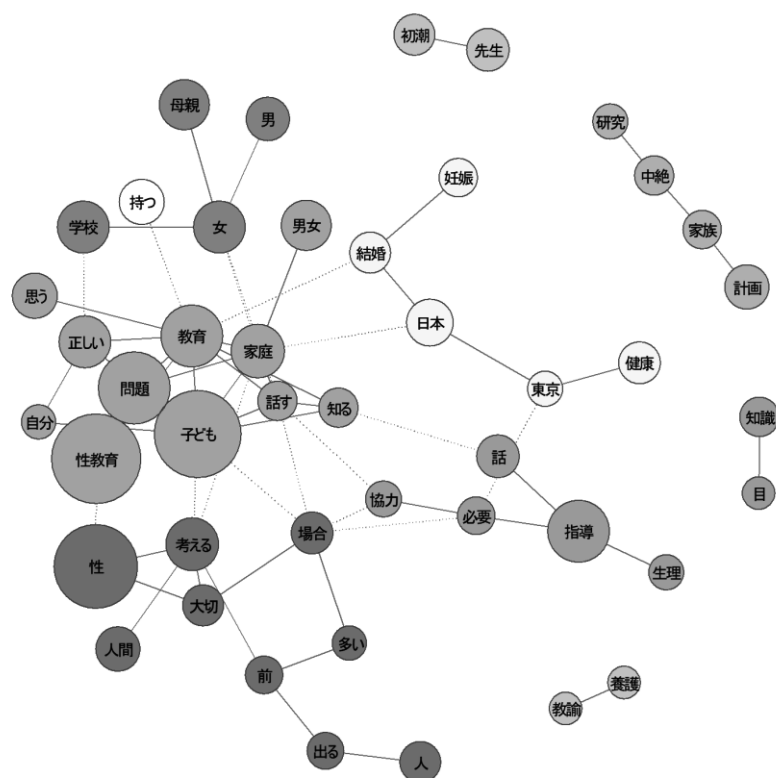 初潮
先生
母親
男
研究
中絶
妊娠
持つ
学校
女
男女
家族
結婚
計画
思う
日本
教育
正しい
家庭
健康
問題
東京
話す
知る
知識
自分
子ども
性教育
話
目
協力
必要
場合
指導
考える
性
生理
大切
人間
多い
前
養護
教諭
出る
人